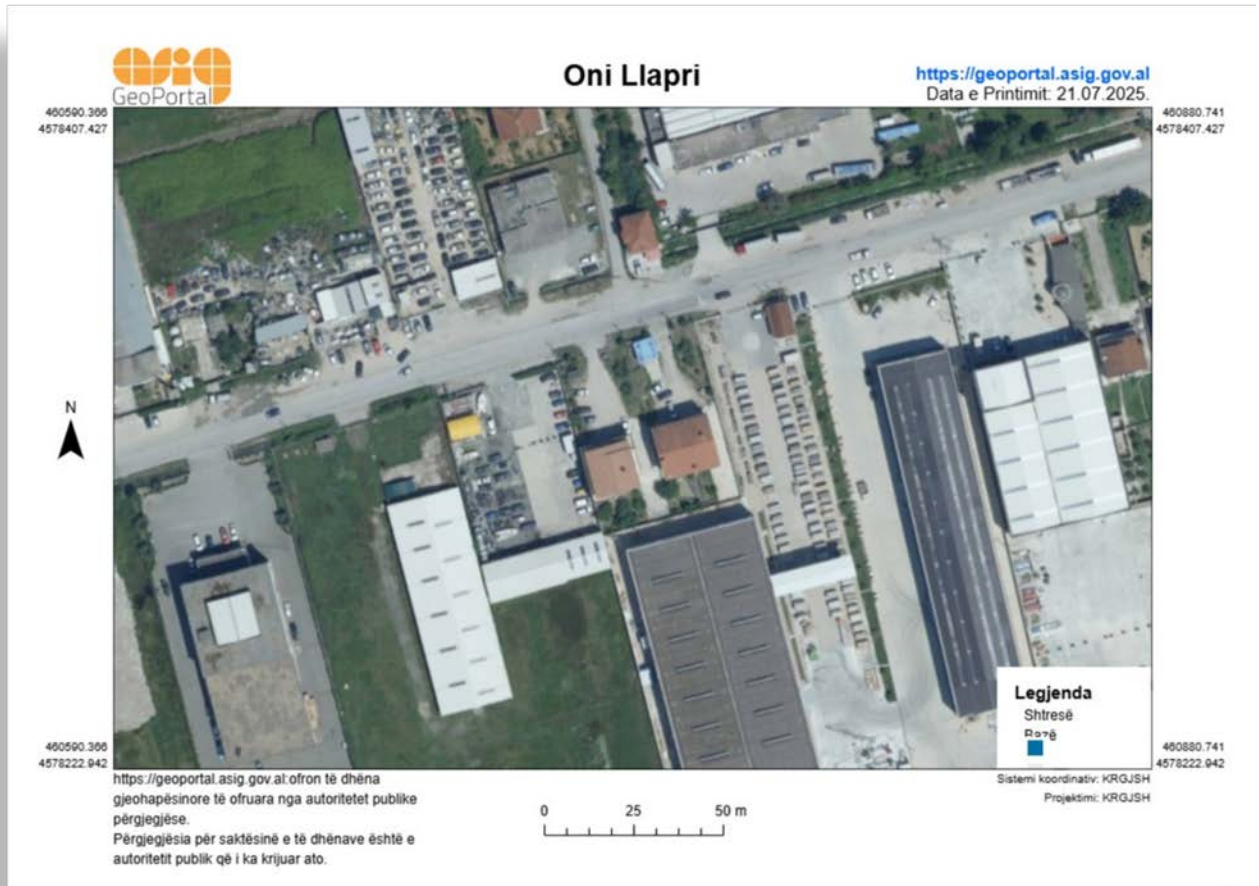 asig
GeoPortal
Oni Llapri
https://geoportal.asig.gov.al
Data e Printimit: 21.07.2025.
460590.366
4578407.427
460880.741
4578407.427
N
Legjenda
Shtresë
Bazë
460590.366
4578222.942
460880.741
4578222.942
https://geoportal.asig.gov.al:ofron të dhëna
gjeohapësinore të ofruara nga autoritetet publike
përgjegjëse.
Përgjegjësia për saktësinë e të dhënave është e
autoritetit publik që i ka krijuar ato.
0 25 50 m
Sistemi koordinativ: KRGJSH
Projektimi: KRGJSH